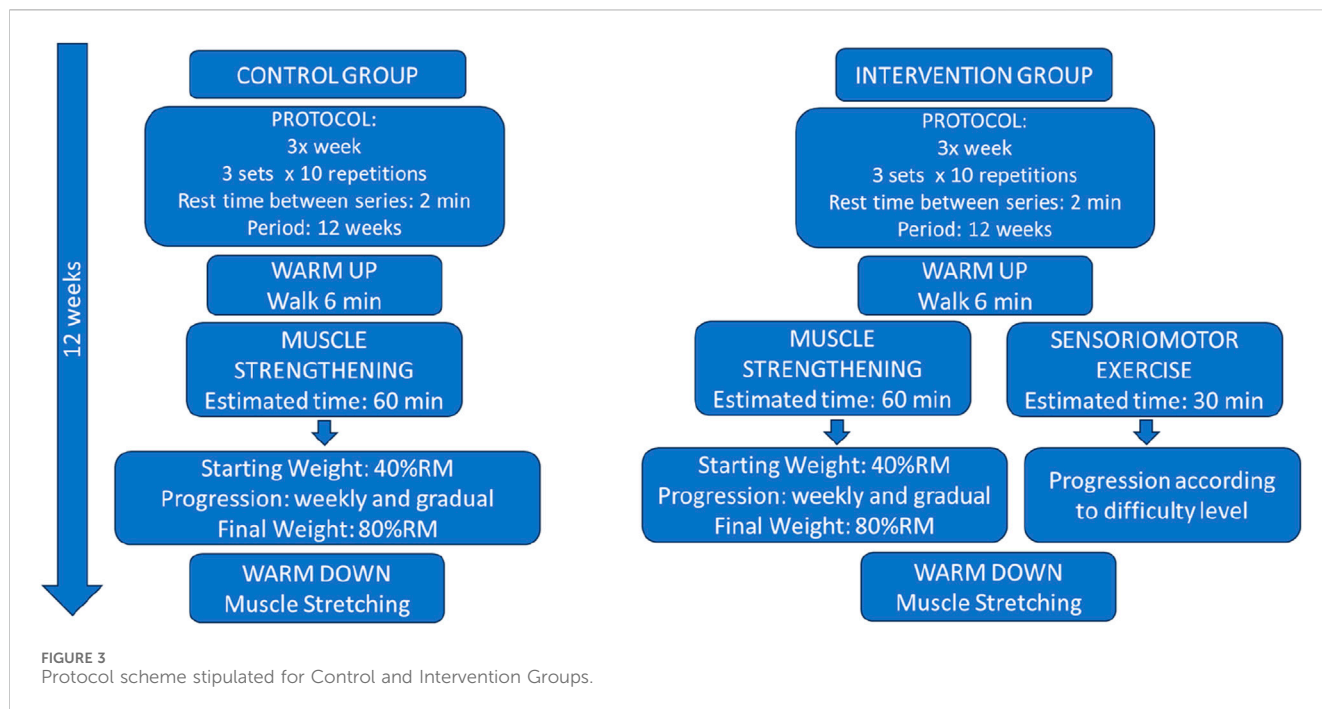 12 weeks
CONTROL GROUP
PROTOCOL:
3x week
3 sets x 10 repetitions
Rest time between series: 2 min
Period: 12 weeks
WARM UP
Walk 6 min
MUSCLE
STRENGTHENING
Estimated time: 60 min
Starting Weight: 40%RM
Progression: weekly and gradual
Final Weight: 80%RM
WARM DOWN
Muscle Stretching
INTERVENTION GROUP
PROTOCOL:
3x week
3 sets x 10 repetitions
Rest time between series: 2 min
Period: 12 weeks
WARM UP
Walk 6 min
MUSCLE
STRENGTHENING
Estimated time: 60 min
Starting Weight: 40%RM
Progression: weekly and gradual
Final Weight: 80%RM
SENSORIOMOTOR
EXERCISE
Estimated time: 30 min
Progression according
to difficulty level
WARM DOWN
Muscle Stretching
FIGURE 3
Protocol scheme stipulated for Control and Intervention Groups.